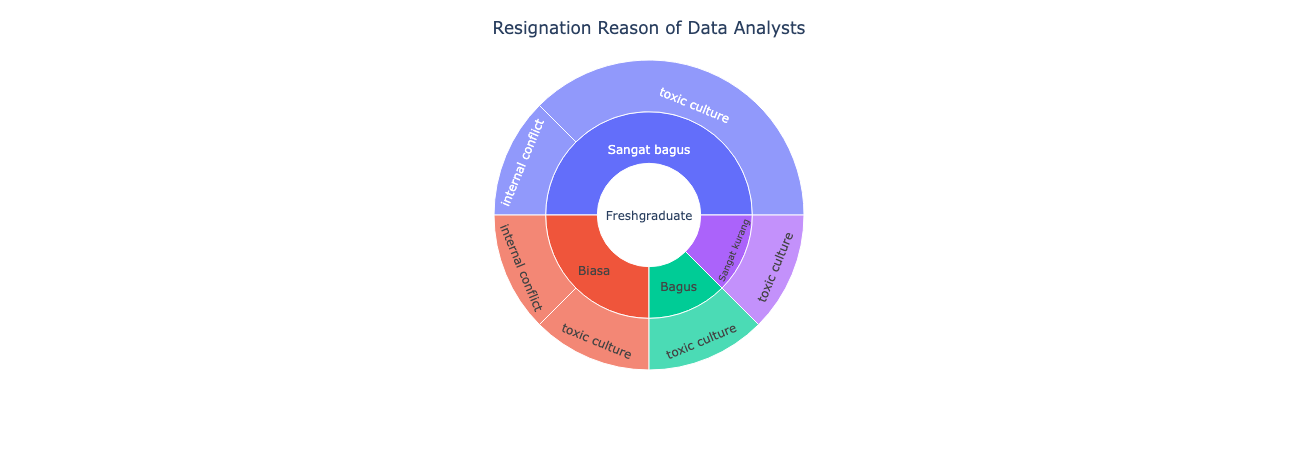 Resignation Reason of Data Analysts
toxic culture
internal conflict
Sangat bagus
Freshgraduate
Sangat kurang
toxic culture
internal conflict
Biasa
Bagus
toxic culture
toxic culture